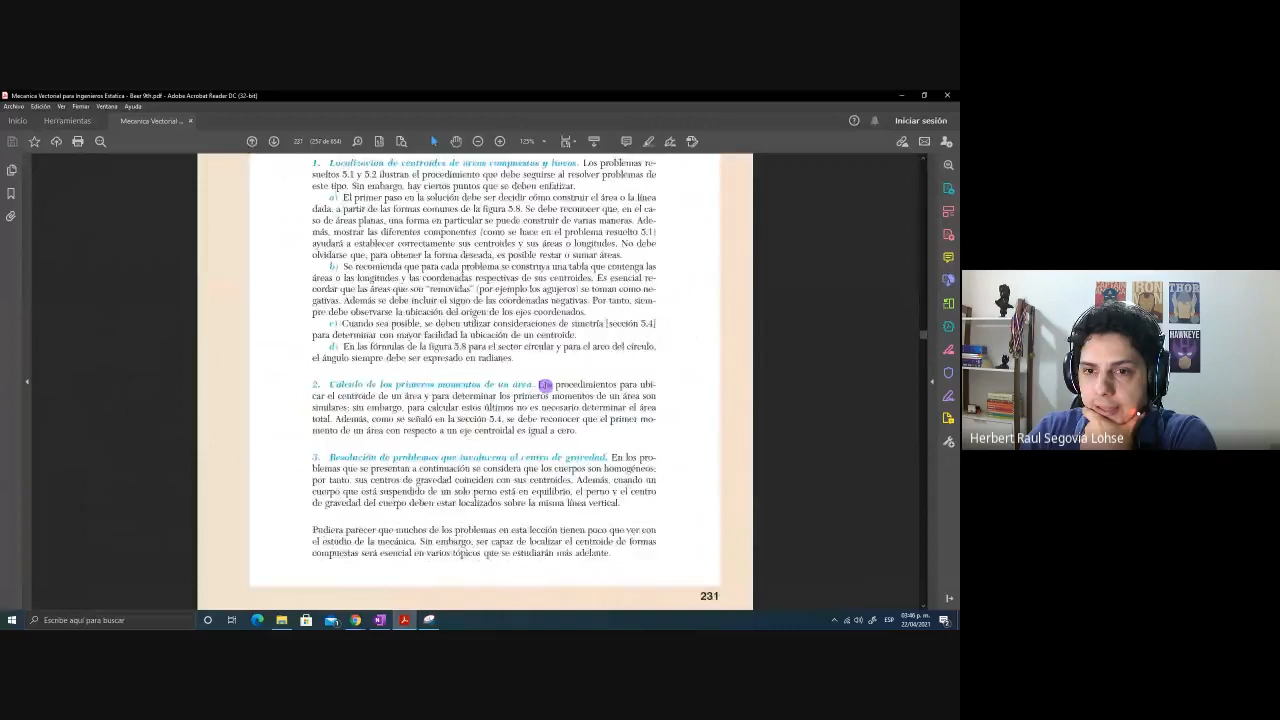 Mecanica Vectorial para Ingenieros Estatica - Beer 9th.pdf - Adobe Acrobat Reader DC (32-bit)
Archivo Edición Ver Firmar Ventana Ayuda
Inicio Herramientas Mecanica Vectorial ... × Iniciar sesión
231 (257 de 654) 125%
1. Localización de centroides de áreas compuestas y líneas. Los problemas re-
sueltos 5.1 y 5.2 ilustran el procedimiento que debe seguirse al resolver problemas de
este tipo. Sin embargo, hay ciertos puntos que se deben enfatizar.
a) El primer paso en la solución debe ser decidir cómo construir el área o la línea
dada, a partir de las formas comunes de la figura 5.8. Se debe reconocer que, en el ca-
so de áreas planas, una forma en particular se puede construir de varias maneras. Ade-
más, mostrar las diferentes componentes (como se hace en el problema resuelto 5.1)
ayudará a establecer correctamente sus centroides y sus áreas o longitudes. No debe
olvidarse que, para obtener la forma deseada, es posible restar o sumar áreas.
b) Se recomienda que para cada problema se construya una tabla que contenga las
áreas o las longitudes y las coordenadas respectivas de sus centroides. Es esencial re-
cordar que las áreas que son “removidas” (por ejemplo los agujeros) se toman como ne-
gativas. Además se debe incluir el signo de las coordenadas negativas. Por tanto, siem-
pre debe observarse la ubicación del origen de los ejes coordenados.
c) Cuando sea posible, se deben utilizar consideraciones de simetría [sección 5.4]
para determinar con mayor facilidad la ubicación de un centroide.
d) En las fórmulas de la figura 5.8 para el sector circular y para el arco del círculo,
el ángulo siempre debe ser expresado en radianes.
2. Cálculo de los primeros momentos de un área. Los procedimientos para ubi-
car el centroide de un área y para determinar los primeros momentos de un área son
similares; sin embargo, para calcular estos últimos no es necesario determinar el área
total. Además, como se señaló en la sección 5.4, se debe reconocer que el primer mo-
mento de un área con respecto a un eje centroidal es igual a cero.
3. Resolución de problemas que involucran al centro de gravedad. En los pro-
blemas que se presentan a continuación se considera que los cuerpos son homogéneos;
por tanto, sus centros de gravedad coinciden con sus centroides. Además, cuando un
cuerpo que está suspendido de un solo perno está en equilibrio, el perno y el centro
de gravedad del cuerpo deben estar localizados sobre la misma línea vertical.
Pudiera parecer que muchos de los problemas en esta lección tienen poco que ver con
el estudio de la mecánica. Sin embargo, ser capaz de localizar el centroide de formas
compuestas será esencial en varios tópicos que se estudiarán más adelante.
231
IRON
THOR
HAWKEYE
Herbert Raul Segovia Lohse
Escribe aquí para buscar
ESP
03:46 p. m.
22/04/2021